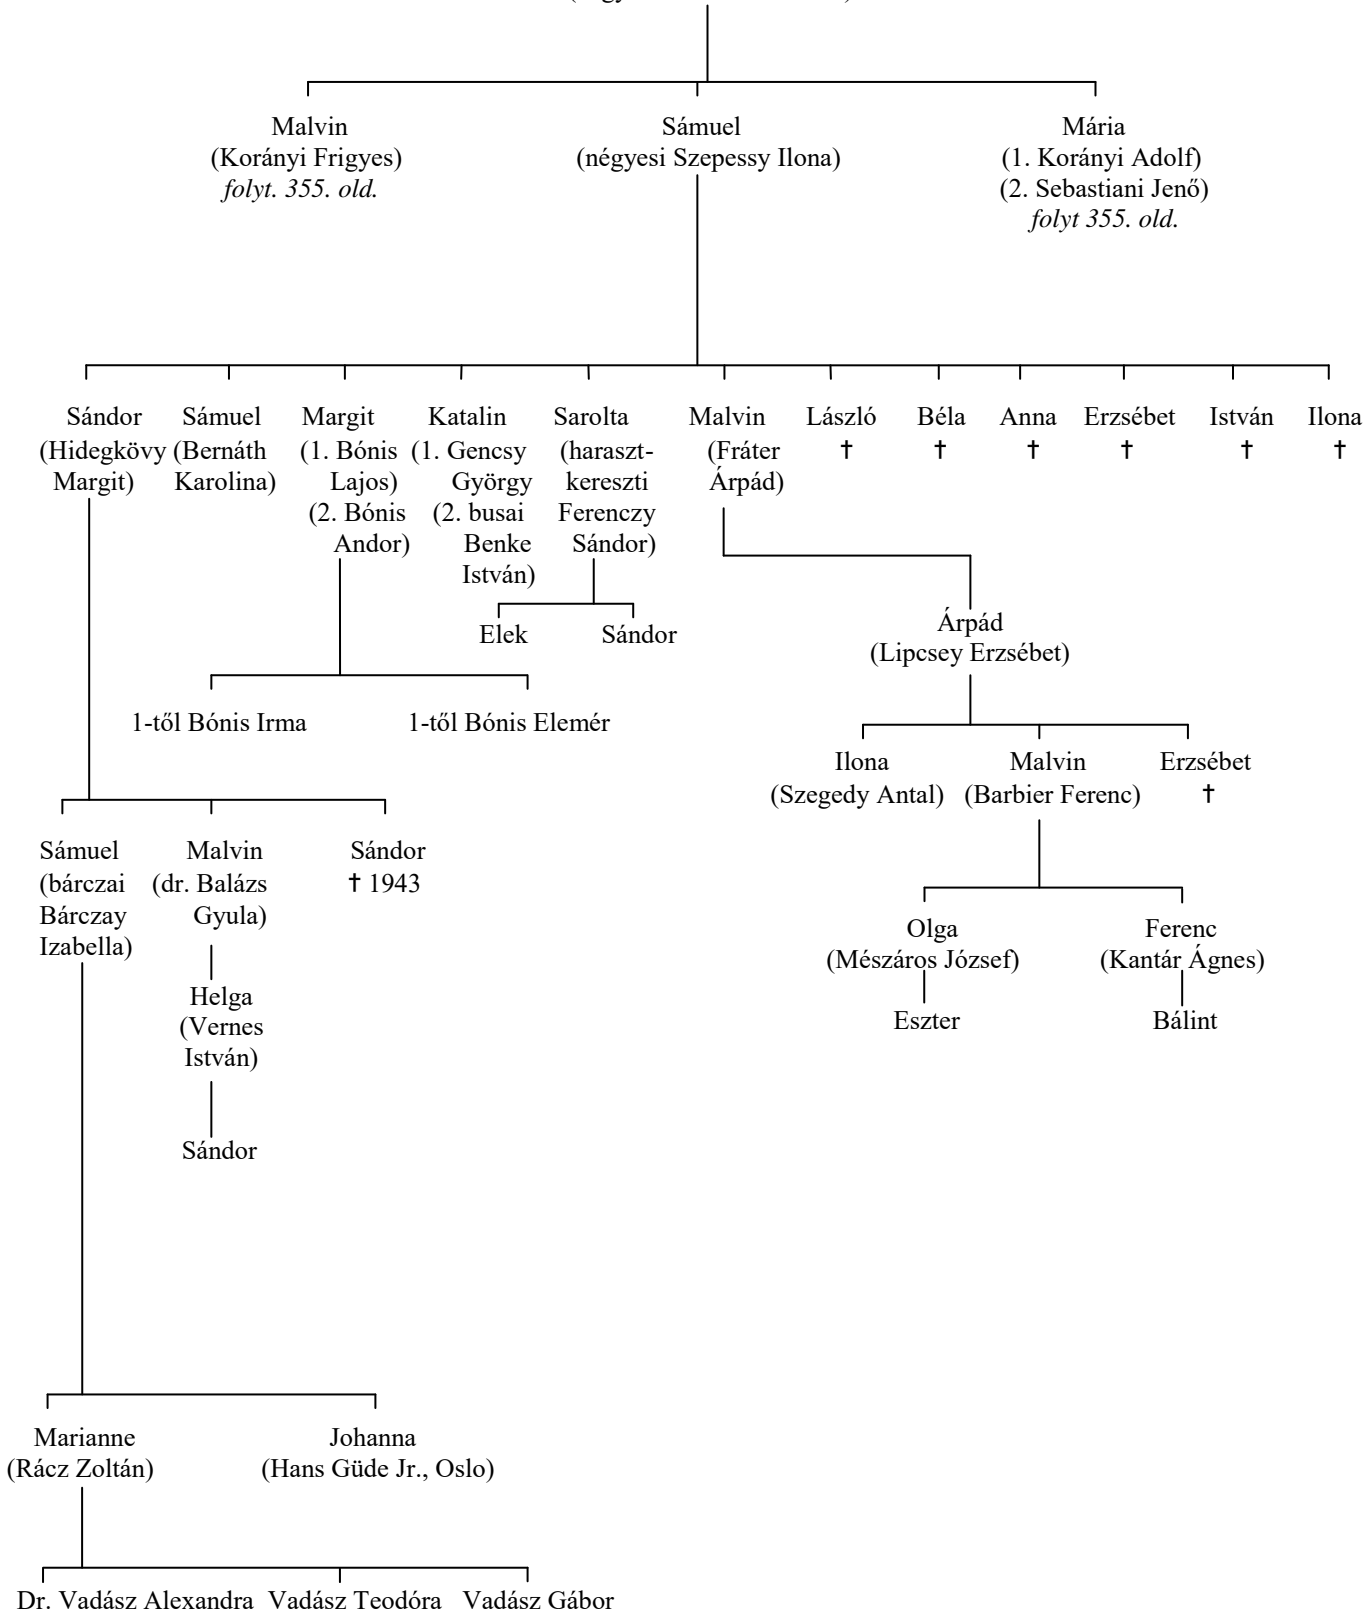 Malvin
(Korányi Frigyes)
folyt. 355. old.
Sámuel
(négyesi Szepessy Ilona)
Mária
(1. Korányi Adolf)
(2. Sebastiani Jenő)
folyt 355. old.
Sándor
(Hidegkövy
Margit)
Sámuel
(Bernáth
Karolina)
Margit
(1. Bónis
Lajos)
(2. Bónis
Andor)
Katalin
(1. Gencsy
György
(2. busai
Benke
István)
Sarolta
(haraszt-
kereszti
Ferenczy
Sándor)
Malvin
(Fráter
Árpád)
László
†
Béla
†
Anna
†
Erzsébet
†
István
†
Ilona
†
Elek
Sándor
Árpád
(Lipcsey Erzsébet)
1-től Bónis Irma
1-től Bónis Elemér
Ilona
(Szegedy Antal)
Malvin
(Barbier Ferenc)
Erzsébet
†
Sámuel
(bárczai
Bárczay
Izabella)
Malvin
(dr. Balázs
Gyula)
Sándor
† 1943
Olga
(Mészáros József)
Ferenc
(Kantár Ágnes)
Helga
(Vernes
István)
Eszter
Bálint
Sándor
Marianne
(Rácz Zoltán)
Johanna
(Hans Güde Jr., Oslo)
Dr. Vadász Alexandra
Vadász Teodóra
Vadász Gábor